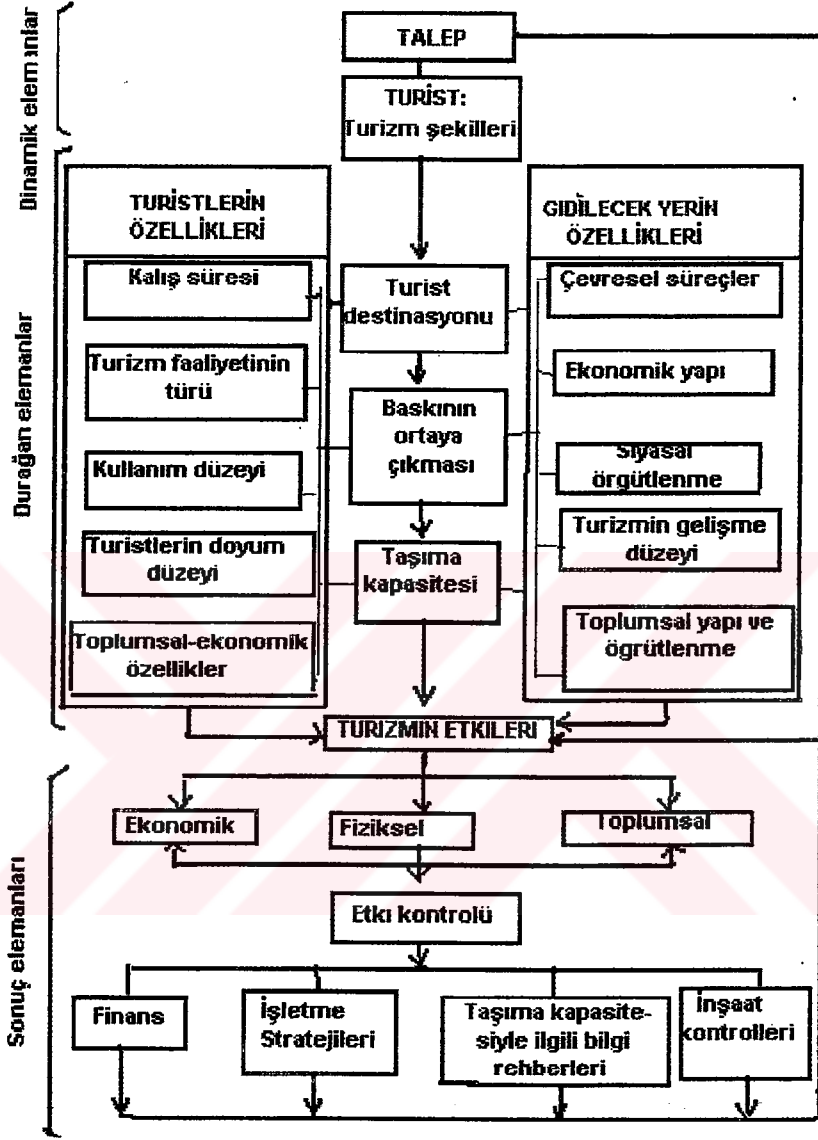 Dinamik elemanlar
TALEP
TURİST:
Turizm şekilleri
Durağan elemanlar
TURİSTLERİN
ÖZELLİKLERİ
Kalış süresi
Turizm faaliyetinin
türü
Kullanım düzeyi
Turistlerin doyum
düzeyi
Toplumsal-ekonomik
özellikler
Turist
destinasyonu
Baskının
ortaya
çıkması
Taşıma
kapasitesi
GIDİLECEK YERİN
ÖZELLİKLERİ
Çevresel süreçler
Ekonomik yapı
Siyasal
örgütlenme
Turizmin gelişme
düzeyi
Toplumsal yapı ve
ögrütlenme
TURİZMİN ETKİLERİ
Sonuç elemanları
Ekonomik
Fiziksel
Toplumsal
Etki kontrolü
Finans
İşletme
Stratejileri
Taşıma kapasite-
siyle ilgili bilgi
rehberleri
İnşaat
kontrolleri